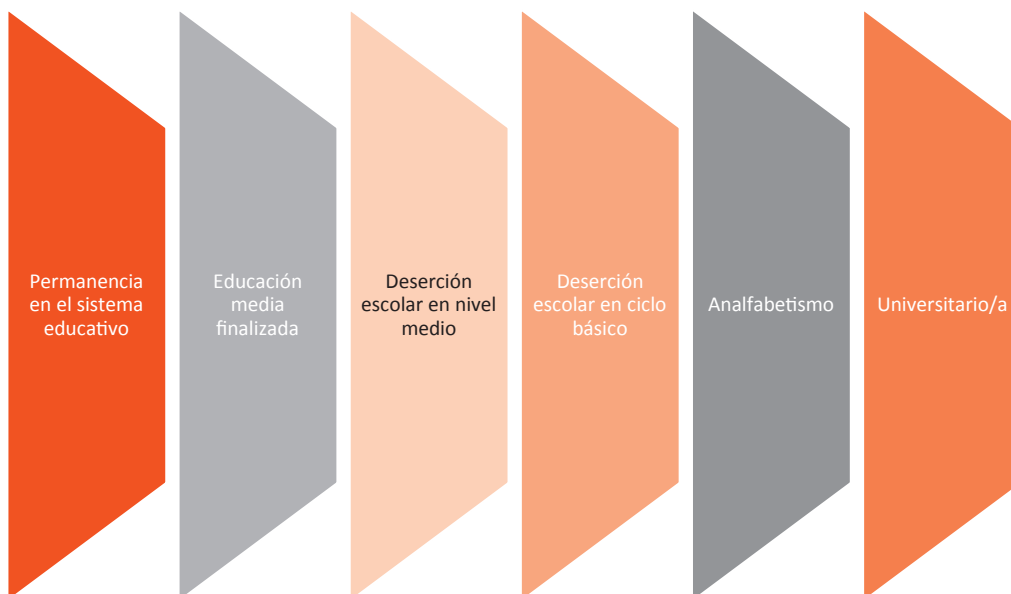 Permanencia
en el sistema
educativo
Educación
media
finalizada
Deserción
escolar en nivel
medio
Deserción
escolar en ciclo
básico
Analfabetismo
Universitario/a